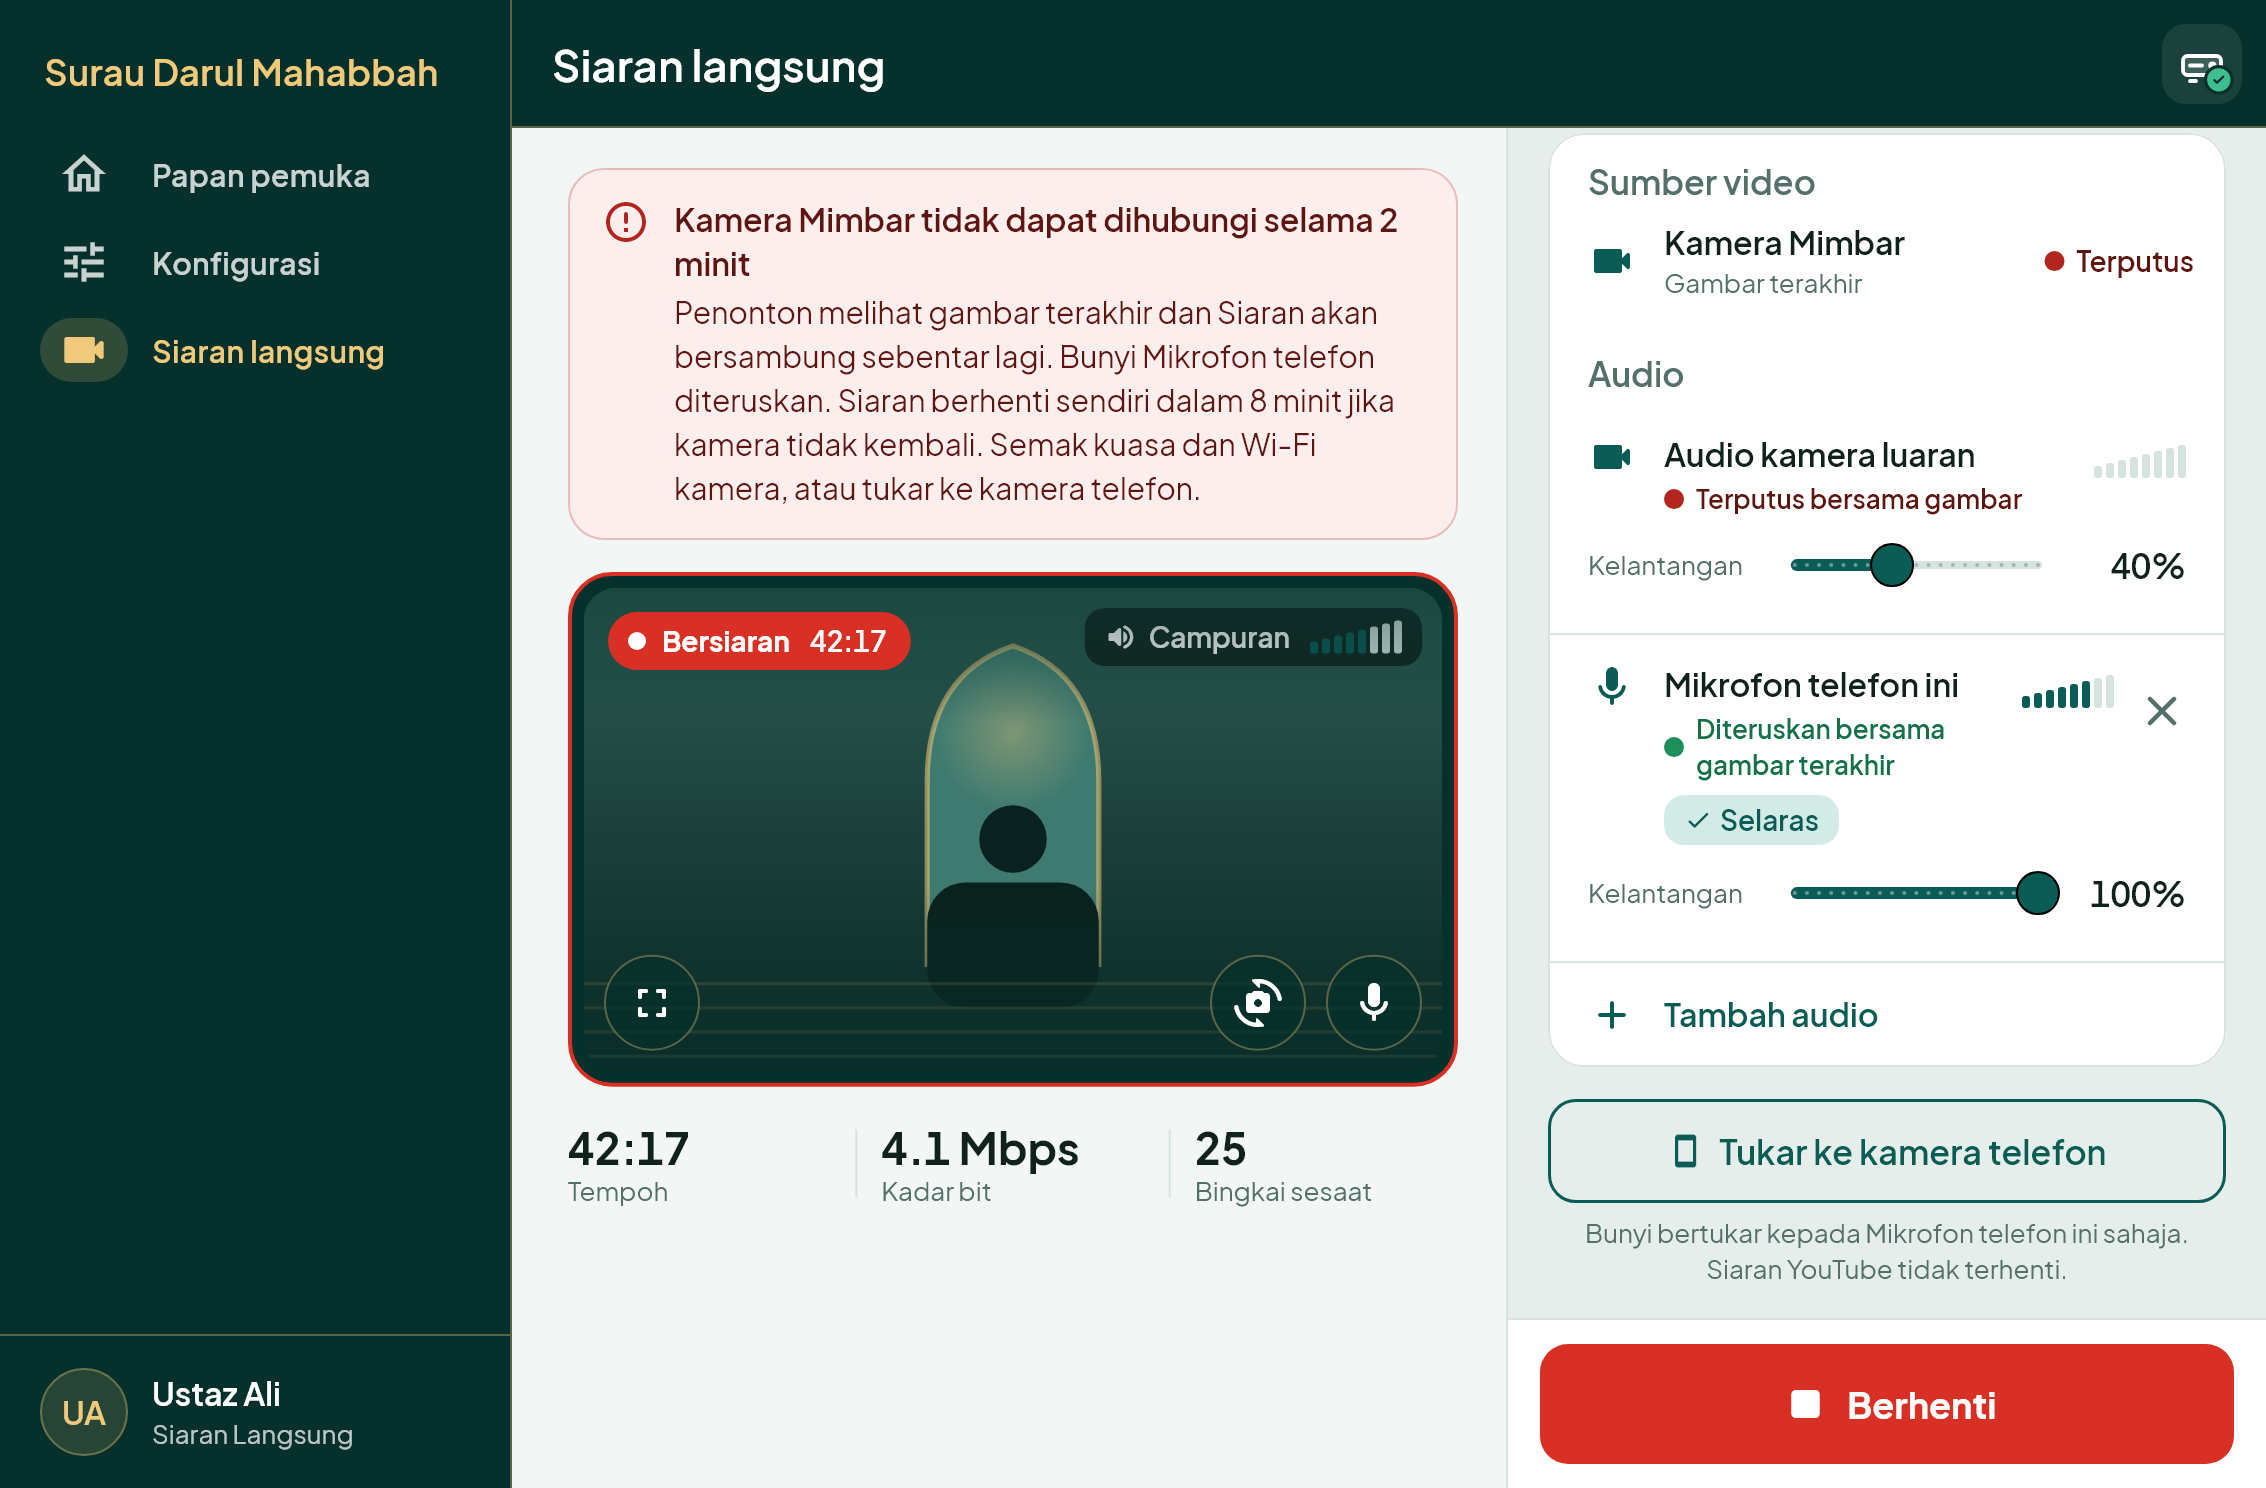 Surau Darul Mahabbah
Papan pemuka
Konfigurasi
Siaran langsung
UA
Ustaz Ali
Siaran Langsung
Siaran langsung
Kamera Mimbar tidak dapat dihubungi selama 2
minit
Penonton melihat gambar terakhir dan Siaran akan
bersambung sebentar lagi. Bunyi Mikrofon telefon
diteruskan. Siaran berhenti sendiri dalam 8 minit jika
kamera tidak kembali. Semak kuasa dan Wi-Fi
kamera, atau tukar ke kamera telefon.
Bersiaran 42:17
Campuran
42:17
Tempoh
4.1 Mbps
Kadar bit
25
Bingkai sesaat
Sumber video
Kamera Mimbar
Gambar terakhir
Terputus
Audio
Audio kamera luaran
Terputus bersama gambar
Kelantangan 40%
Mikrofon telefon ini
Diteruskan bersama
gambar terakhir
Selaras
Kelantangan 100%
Tambah audio
Tukar ke kamera telefon
Bunyi bertukar kepada Mikrofon telefon ini sahaja.
Siaran YouTube tidak terhenti.
Berhenti